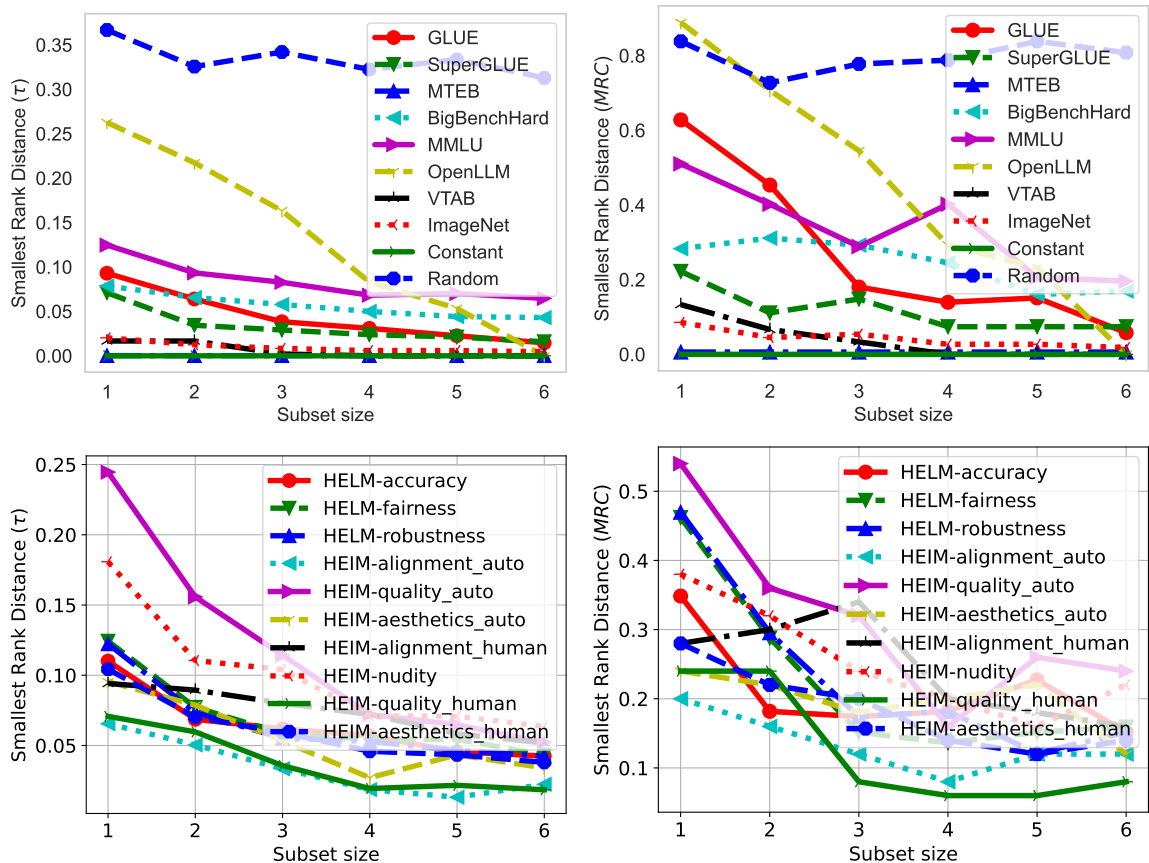 Smallest Rank Distance (τ)
0.35
0.30
0.25
0.20
0.15
0.10
0.05
0.00
GLUE
SuperGLUE
MTEB
BigBenchHard
MMLU
OpenLLM
VTAB
ImageNet
Constant
Random
1 2 3 4 5 6
Subset size
Smallest Rank Distance (MRC)
0.8
0.6
0.4
0.2
0.0
GLUE
SuperGLUE
MTEB
BigBenchHard
MMLU
OpenLLM
VTAB
ImageNet
Constant
Random
1 2 3 4 5 6
Subset size
Smallest Rank Distance (τ)
0.25
0.20
0.15
0.10
0.05
HELM-accuracy
HELM-fairness
HELM-robustness
HEIM-alignment_auto
HEIM-quality_auto
HEIM-aesthetics_auto
HEIM-alignment_human
HEIM-nudity
HEIM-quality_human
HEIM-aesthetics_human
1 2 3 4 5 6
Subset size
Smallest Rank Distance (MRC)
0.5
0.4
0.3
0.2
0.1
HELM-accuracy
HELM-fairness
HELM-robustness
HEIM-alignment_auto
HEIM-quality_auto
HEIM-aesthetics_auto
HEIM-alignment_human
HEIM-nudity
HEIM-quality_human
HEIM-aesthetics_human
1 2 3 4 5 6
Subset size